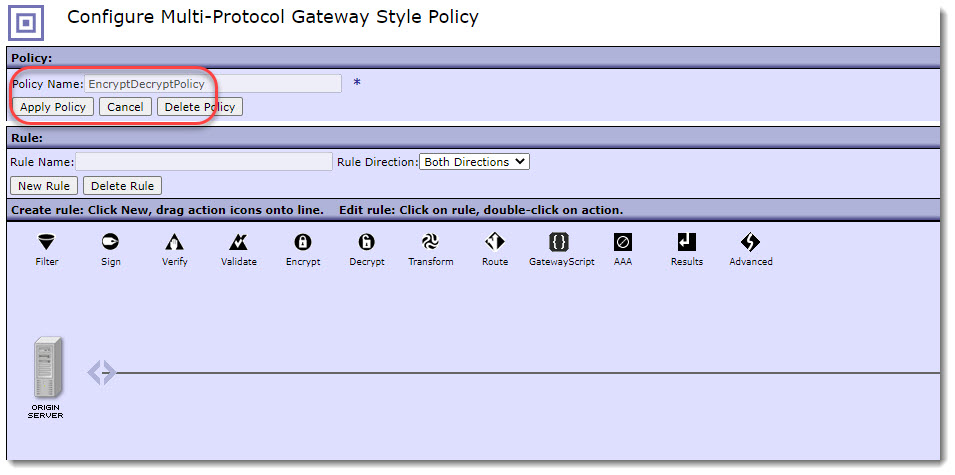 Configure Multi-Protocol Gateway Style Policy
Policy:
Policy Name: EncryptDecryptPolicy *
Apply Policy Cancel Delete Policy
Rule:
Rule Name: Rule Direction: Both Directions
New Rule Delete Rule
Create rule: Click New, drag action icons onto line. Edit rule: Click on rule, double-click on action.
Filter Sign Verify Validate Encrypt Decrypt Transform Route GatewayScript AAA Results Advanced
ORIGIN
SERVER